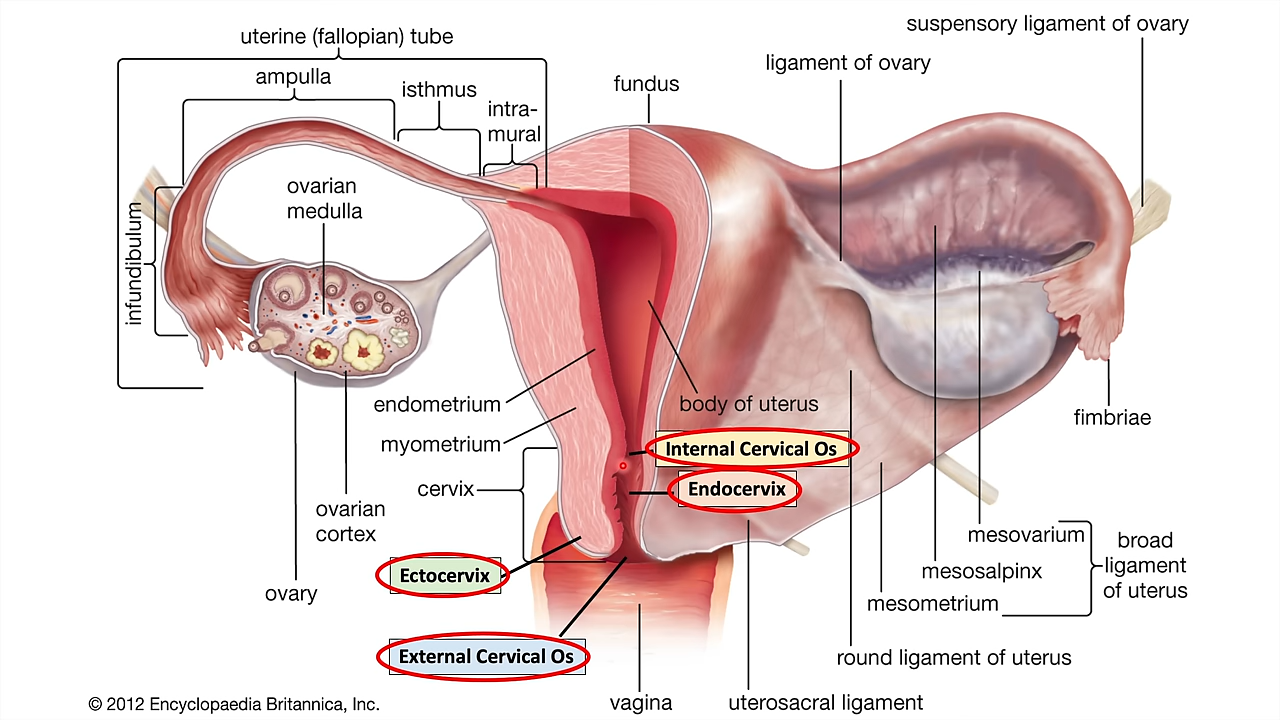 suspensory ligament of ovary
uterine (fallopian) tube
ligament of ovary
ampulla
isthmus
fundus
intra-
mural
ovarian
medulla
infundibulum
endometrium
body of uterus
fimbriae
myometrium
Internal Cervical Os
cervix
Endocervix
ovarian
cortex
mesovarium
broad
ligament
of uterus
mesosalpinx
Ectocervix
ovary
mesometrium
External Cervical Os
round ligament of uterus
© 2012 Encyclopaedia Britannica, Inc.
vagina
uterosacral ligament